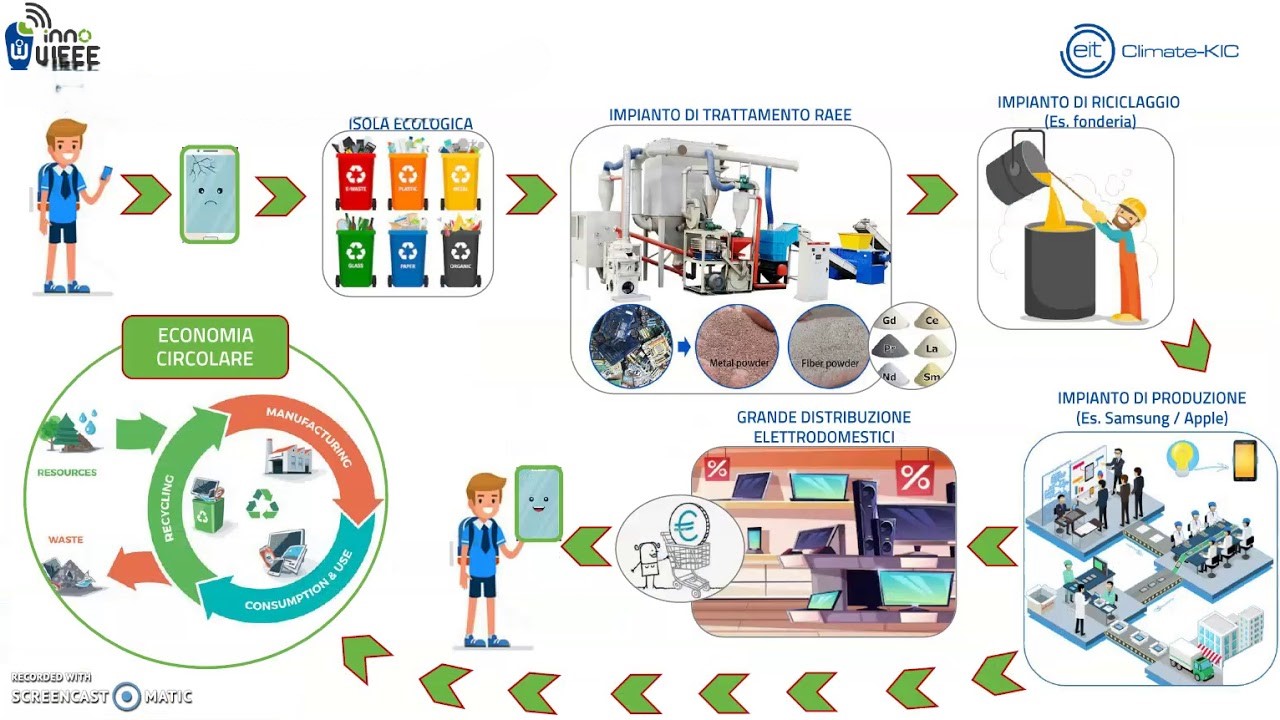 inno
WEEE
eit Climate-KIC
ISOLA ECOLOGICA
IMPIANTO DI TRATTAMENTO RAEE
IMPIANTO DI RICICLAGGIO
(Es. fonderia)
E-WASTE
PLASTIC
METAL
GLASS
PAPER
ORGANIC
Metal powder
Fiber powder
Gd
Ce
Pr
La
Nd
Sm
ECONOMIA
CIRCOLARE
RESOURCES
WASTE
RECYCLING
MANUFACTURING
CONSUMPTION & USE
GRANDE DISTRIBUZIONE
ELETTRODOMESTICI
%
%
€
IMPIANTO DI PRODUZIONE
(Es. Samsung / Apple)
RECORDED WITH
SCREENCAST MATIC